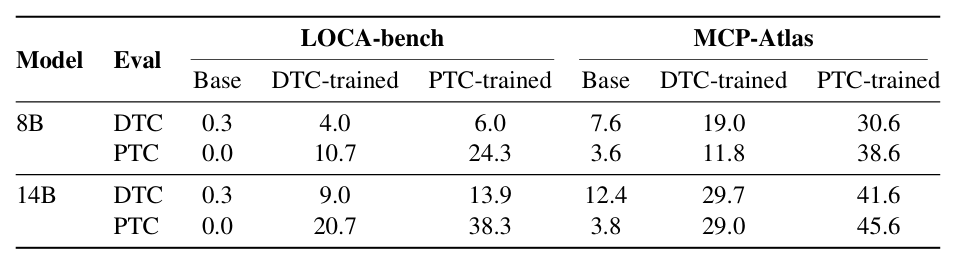 LOCA-bench MCP-Atlas
Model Eval
Base DTC-trained PTC-trained Base DTC-trained PTC-trained
8B DTC 0.3 4.0 6.0 7.6 19.0 30.6
PTC 0.0 10.7 24.3 3.6 11.8 38.6
14B DTC 0.3 9.0 13.9 12.4 29.7 41.6
PTC 0.0 20.7 38.3 3.8 29.0 45.6